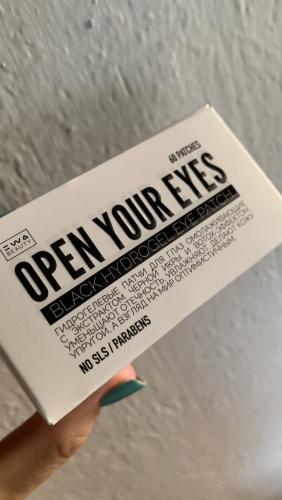 60 PATCHES
EWA
BEAUTY
OPEN YOUR EYES
BLACK HYDROGEL EYE PATCH
ГИДРОГЕЛЕВЫЕ ПАТЧИ ДЛЯ ГЛАЗ ОМОЛАЖИВАЮЩИЕ
С ЭКСТРАКТОМ ЧЕРНОЙ ИКРЫ И BOTOX-ЭФФЕКТОМ
УМЕНЬШАЮТ ОТЕЧНОСТЬ, УВЛАЖНЯЮТ, ДЕЛАЮТ КОЖУ
УПРУГОЙ, А ВЗГЛЯД НА МИР ОПТИМИСТИЧНЫМ.
NO SLS / PARABENS